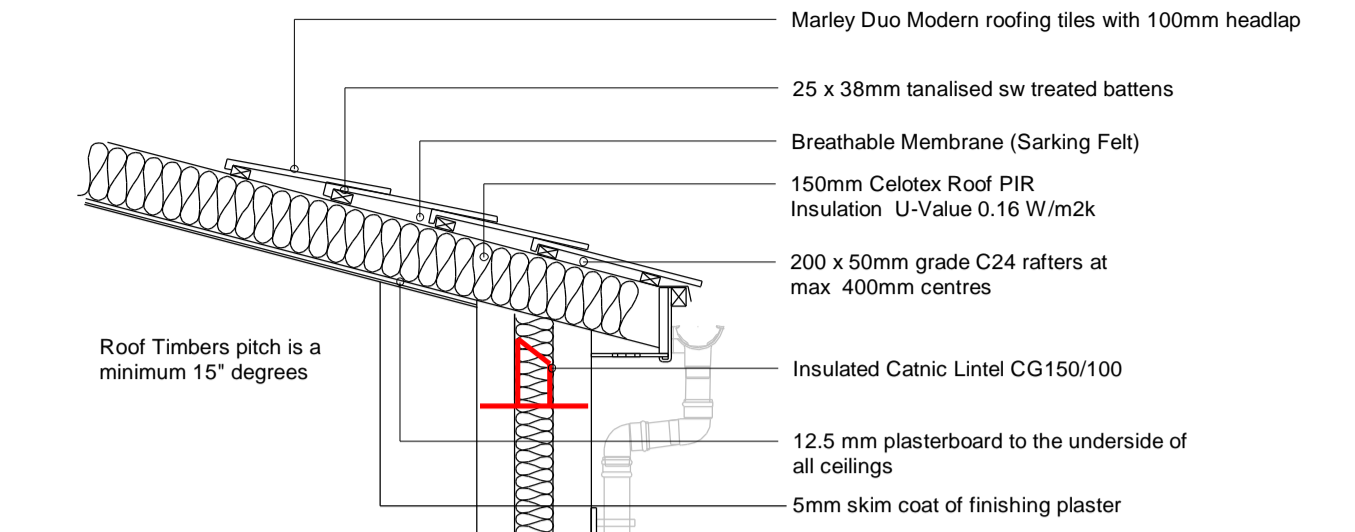 Marley Duo Modern roofing tiles with 100mm headlap
25 x 38mm tanalised sw treated battens
Breathable Membrane (Sarking Felt)
150mm Celotex Roof PIR
Insulation U-Value 0.16 W/m2k
200 x 50mm grade C24 rafters at
max 400mm centres
Roof Timbers pitch is a
minimum 15" degrees
Insulated Catnic Lintel CG150/100
12.5 mm plasterboard to the underside of
all ceilings
5mm skim coat of finishing plaster